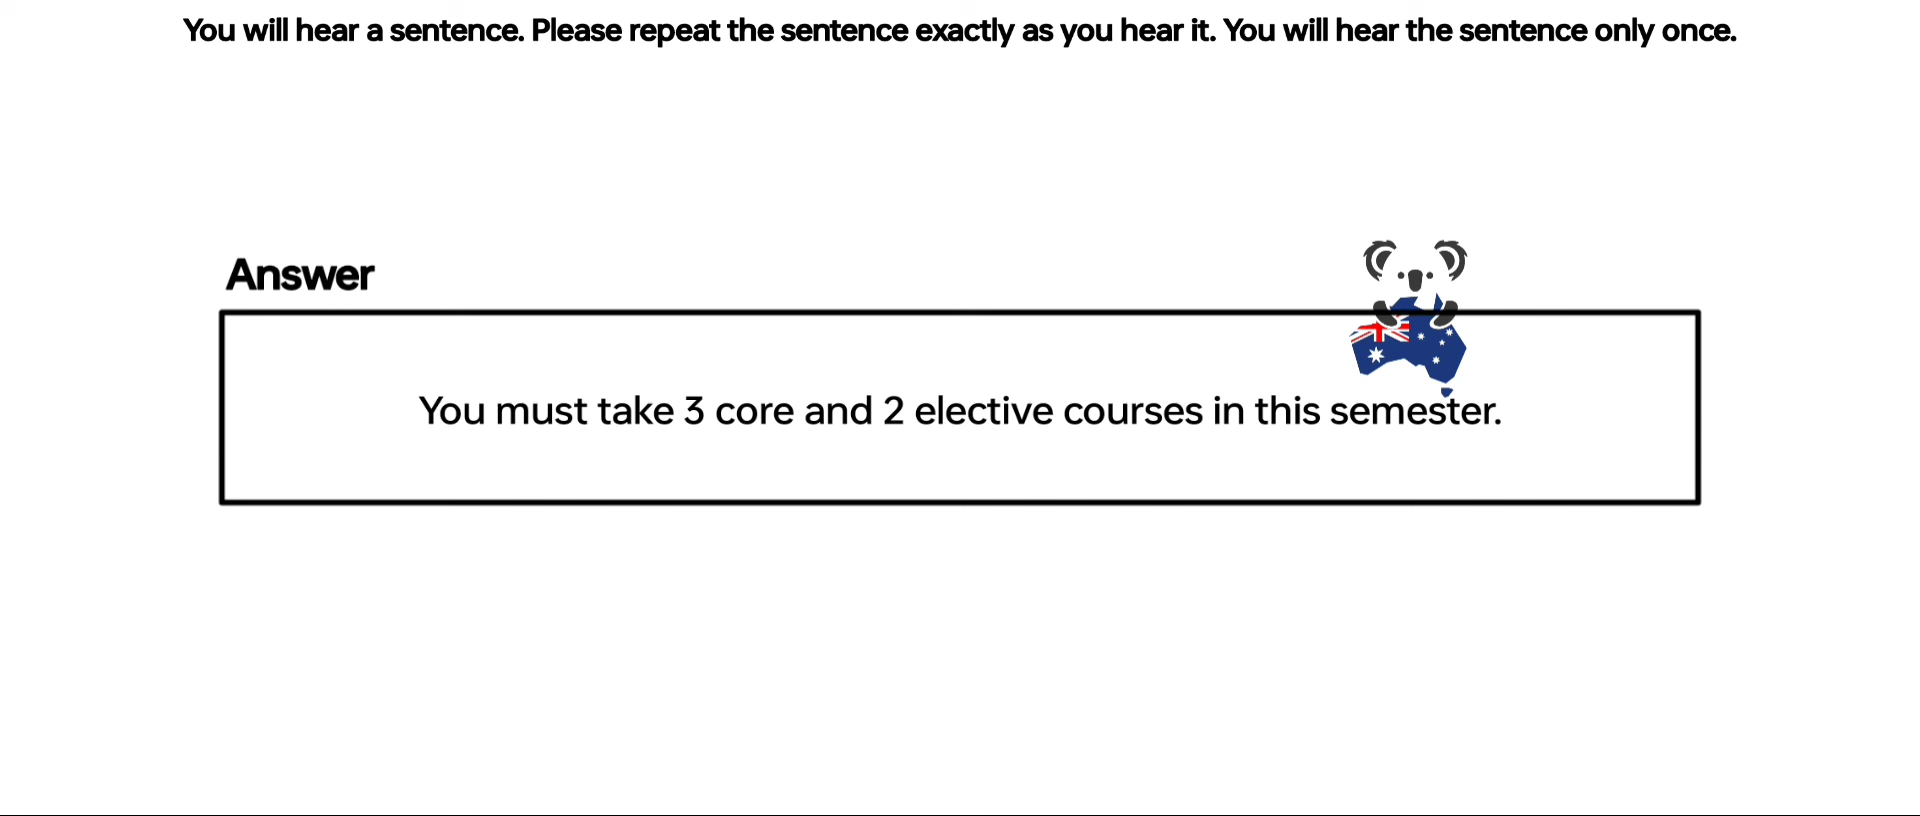 You will hear a sentence. Please repeat the sentence exactly as you hear it. You will hear the sentence only once.
Answer
You must take 3 core and 2 elective courses in this semester.